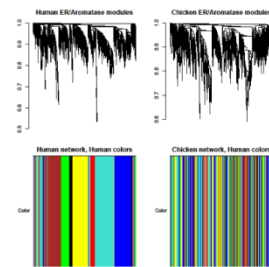 Human ER/Aromatase modules
Chicken ER/Aromatase modules
1.0
0.9
0.8
0.7
0.6
0.5
1.0
0.9
0.8
0.7
0.6
Human network, Human colors
Chicken network, Human colors
Color
Color